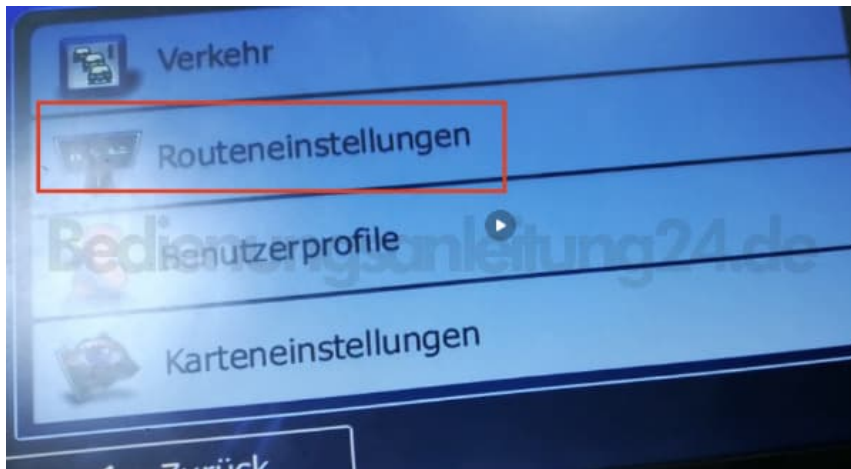 Verkehr
Routeneinstellungen
Benutzerprofile
Bedienungsanleitung24.de
Karteneinstellungen
Zurück